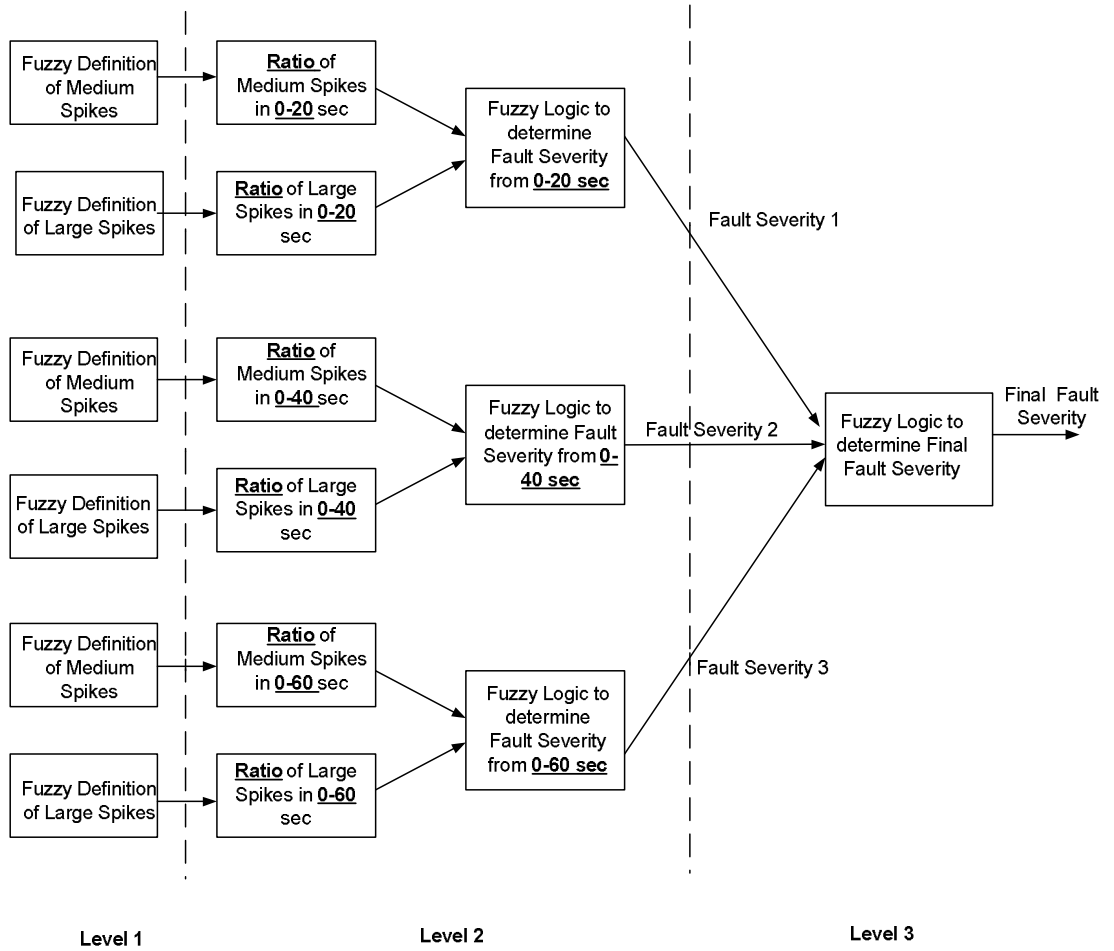 Fuzzy Definition
of Medium
Spikes
Ratio of
Medium Spikes
in 0-20 sec
Fuzzy Logic to
determine
Fault Severity
from 0-20 sec
Fuzzy Definition
of Large Spikes
Ratio of Large
Spikes in 0-20
sec
Fault Severity 1
Fuzzy Definition
of Medium
Spikes
Ratio of
Medium Spikes
in 0-40 sec
Fuzzy Logic to
determine Fault
Severity from 0-
40 sec
Fault Severity 2
Fuzzy Definition
of Large Spikes
Ratio of Large
Spikes in 0-40
sec
Fuzzy Logic to
determine Final
Fault Severity
Final Fault
Severity
Fuzzy Definition
of Medium
Spikes
Ratio of
Medium Spikes
in 0-60 sec
Fuzzy Logic to
determine
Fault Severity
from 0-60 sec
Fault Severity 3
Fuzzy Definition
of Large Spikes
Ratio of Large
Spikes in 0-60
sec
Level 1
Level 2
Level 3